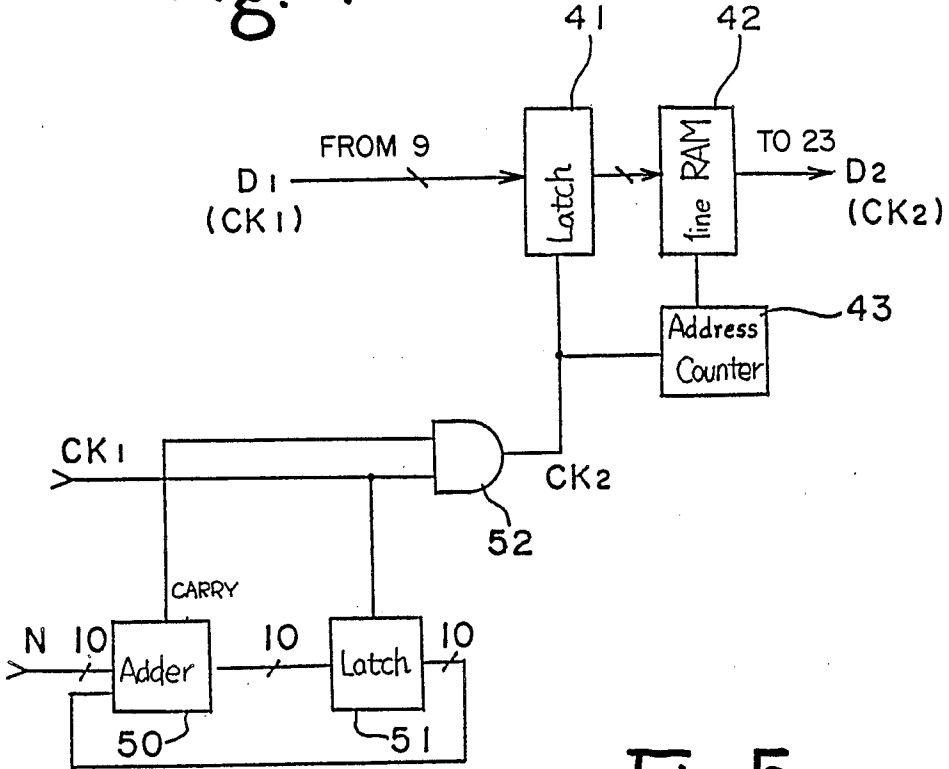 Fig.
41
42
FROM 9
TO 23
D1
(CK1)
Latch
line RAM
D2
(CK2)
Address
Counter
43
CK1
CK2
52
CARRY
N
10
Adder
10
Latch
10
50
51